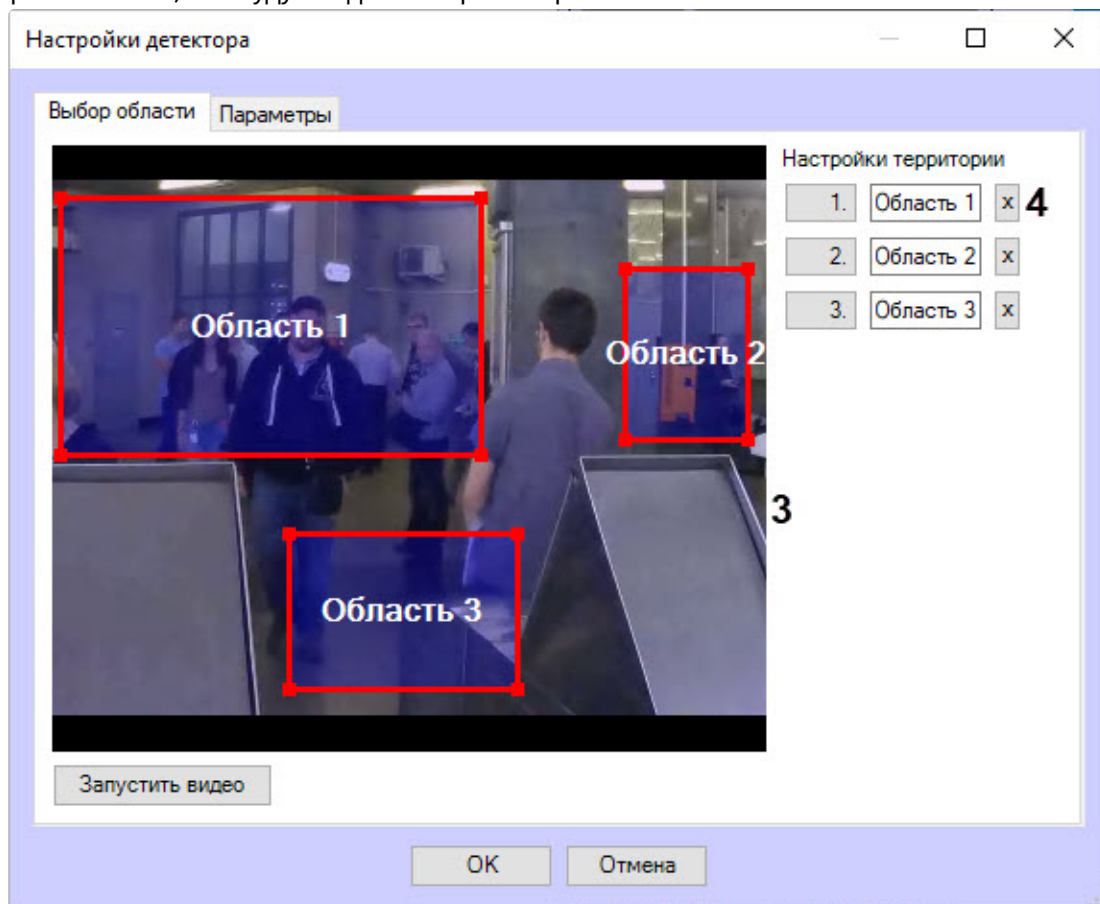 Настройки детектора
Выбор области Параметры
Настройки территории
1. Область 1 x 4
2. Область 2 x
3. Область 3 x
Область 1
Область 2
3
Область 3
Запустить видео
OK Отмена